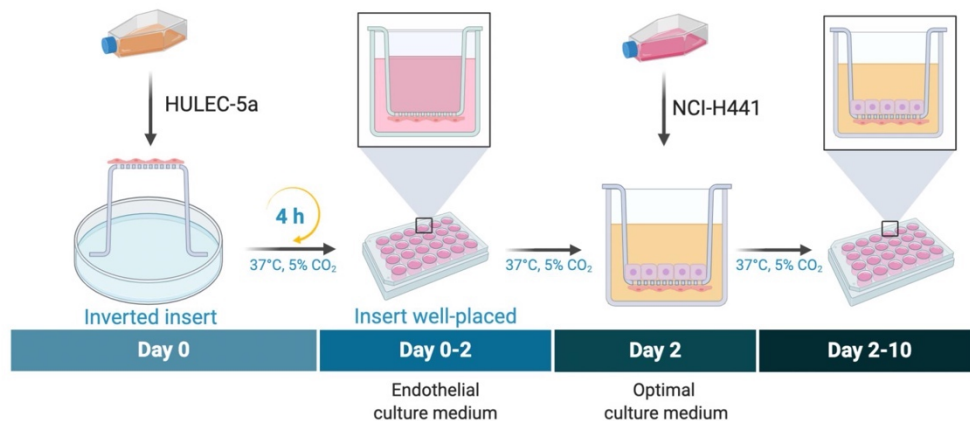 HULEC-5a
NCI-H441
4 h
37°C, 5% CO₂
37°C, 5% CO₂
37°C, 5% CO₂
Inverted insert
Insert well-placed
Day 0
Day 0-2
Day 2
Day 2-10
Endothelial
culture medium
Optimal
culture medium